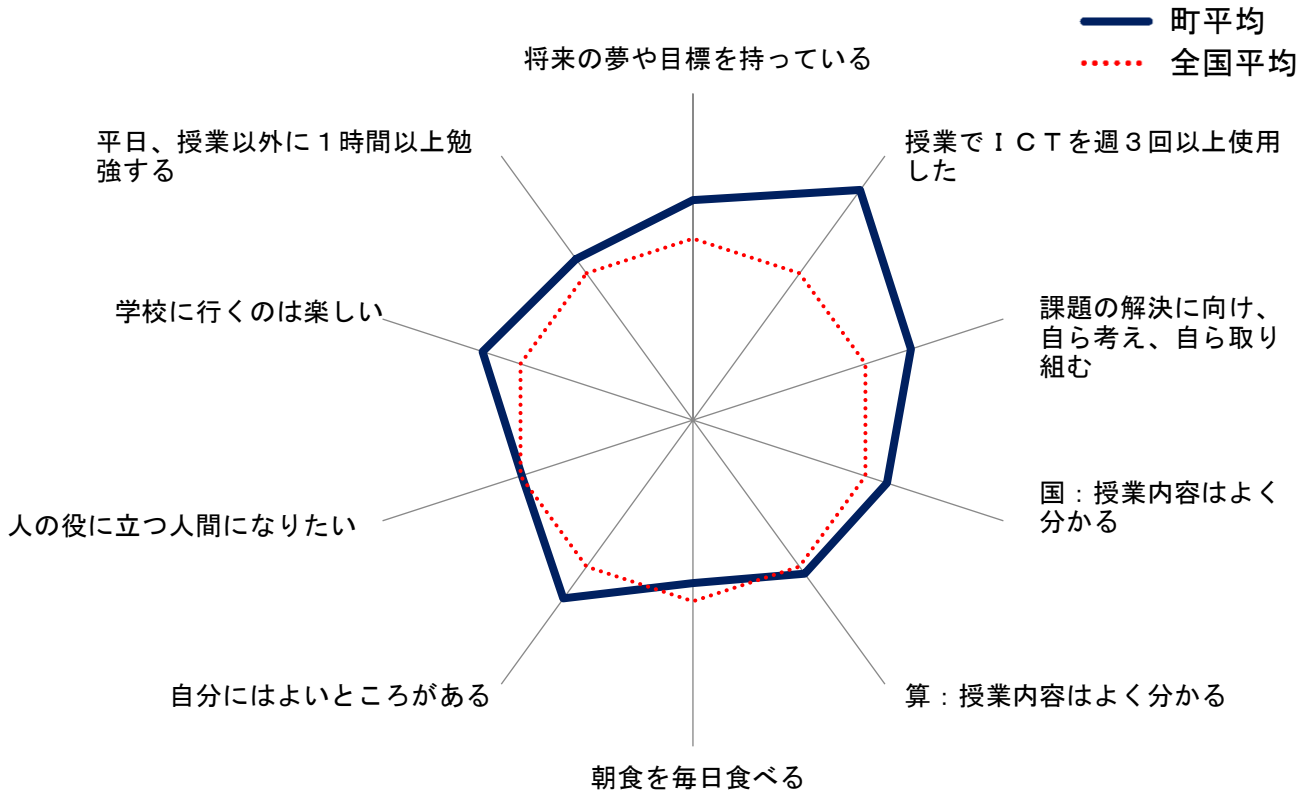 町平均
全国平均
将来の夢や目標を持っている
授業でＩＣＴを週３回以上使用
した
課題の解決に向け、
自ら考え、自ら取り
組む
国：授業内容はよく
分かる
算：授業内容はよく分かる
朝食を毎日食べる
自分にはよいところがある
人の役に立つ人間になりたい
学校に行くのは楽しい
平日、授業以外に１時間以上勉
強する